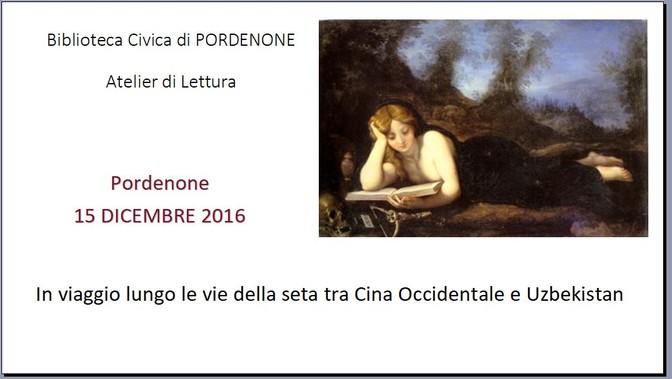 Biblioteca Civica di PORDENONE
Atelier di Lettura
Pordenone
15 DICEMBRE 2016
In viaggio lungo le vie della seta tra Cina Occidentale e Uzbekistan